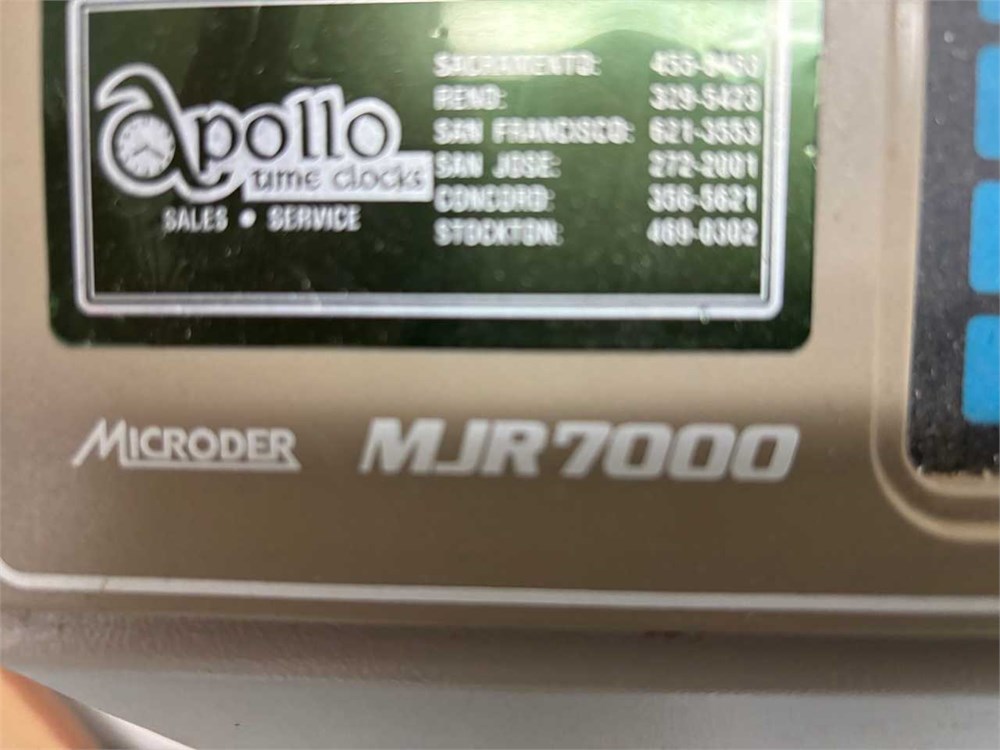 Apollo
time clocks
SALES • SERVICE
SACRAMENTO:
RENO: 329-5423
SAN FRANCISCO: 621-3553
SAN JOSE: 272-2001
CONCORD: 356-5621
STOCKTON: 469-0302
MICRODER MJR7000